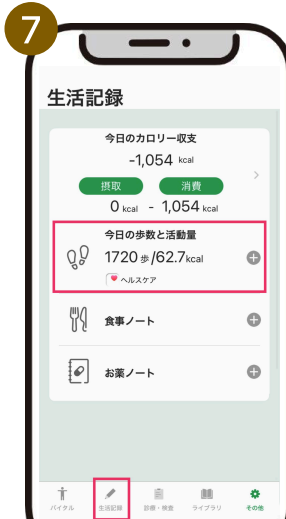 7
生活記録
今日のカロリー収支
-1,054 kcal
摂取 消費
0 kcal - 1,054 kcal
今日の歩数と活動量
1720 歩/62.7kcal
ヘルスケア
食事ノート
お薬ノート
バイタル 生活記録 診療・検査 ライブラリ その他